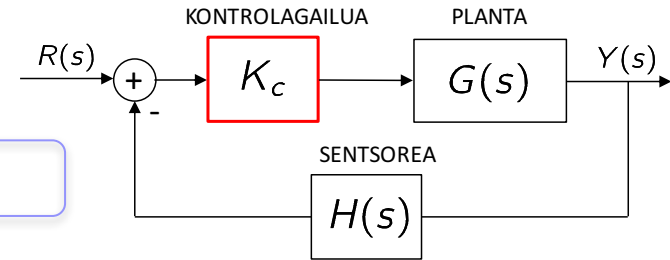 KONTROLAGAILUA PLANTA
R(s) + K_c G(s) Y(s)
-
SENTSOREA
H(s)